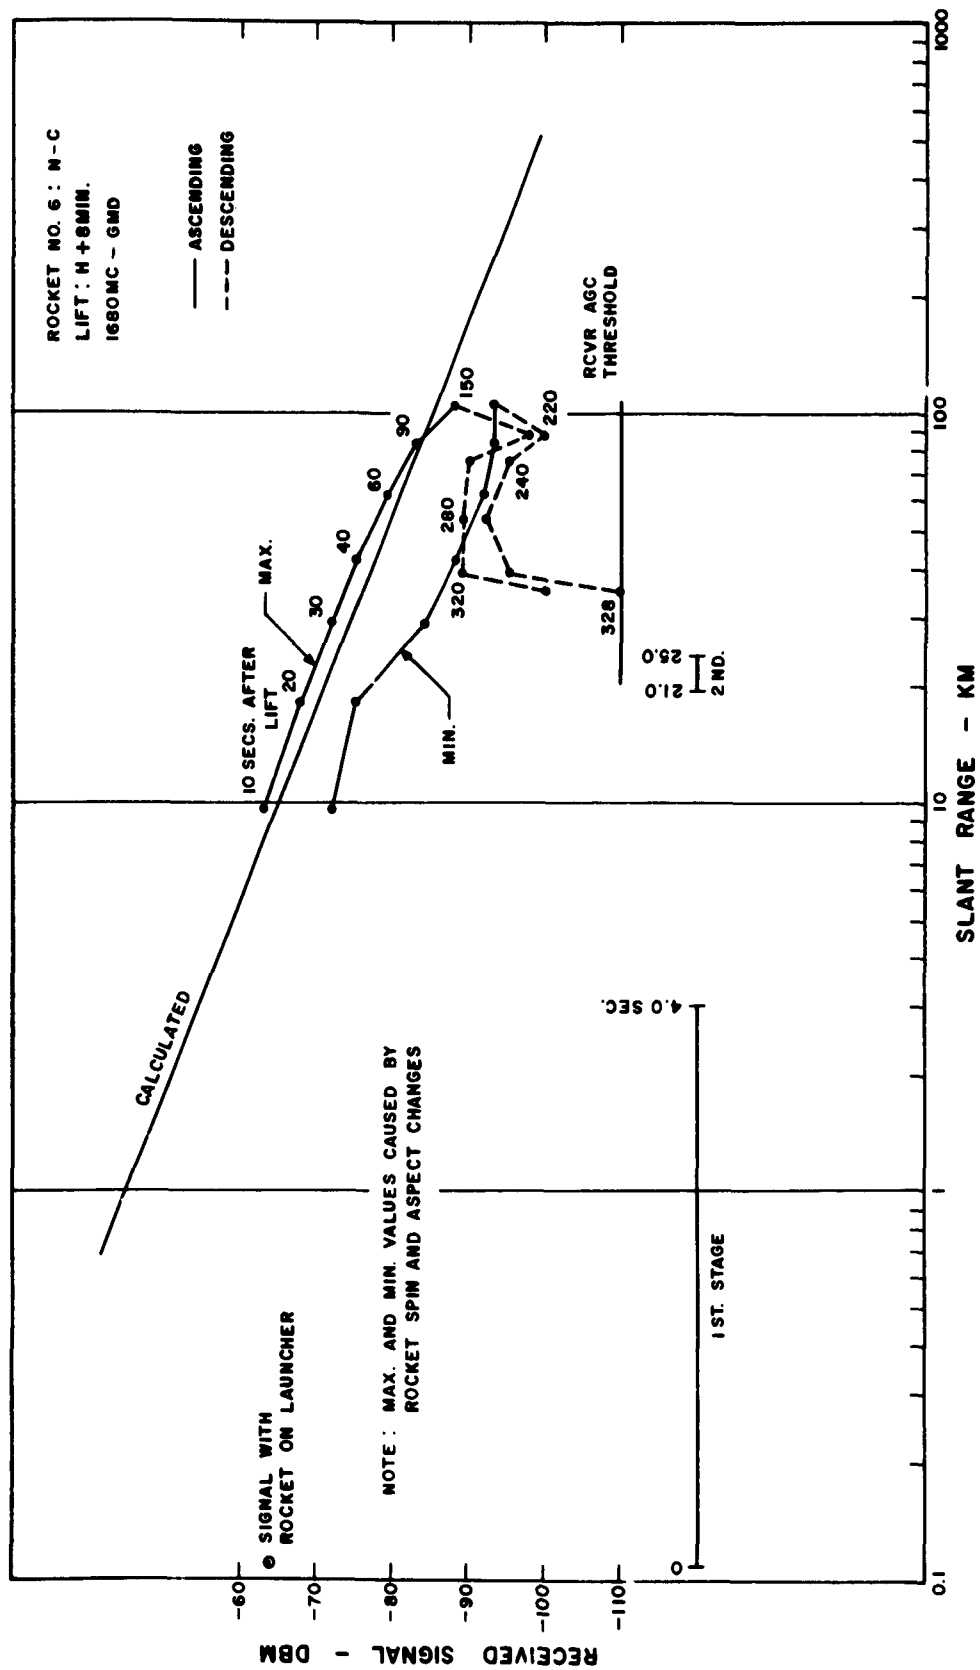 ROCKET NO. 6 : N-C
LIFT: H +8MIN.
1680MC - GMD
ASCENDING
DESCENDING
CALCULATED
10 SECS. AFTER
LIFT
20
30
40
60
90
150
MAX.
MIN.
220
240
280
320
328
RCVR AGC
THRESHOLD
SIGNAL WITH
ROCKET ON LAUNCHER
NOTE : MAX. AND MIN. VALUES CAUSED BY
ROCKET SPIN AND ASPECT CHANGES
0
4.0 SEC.
1 ST. STAGE
21.0
25.0
2 ND.
-60
-70
-80
-90
-100
-110
RECEIVED SIGNAL - DBM
0.1
1
10
100
1000
SLANT RANGE - KM